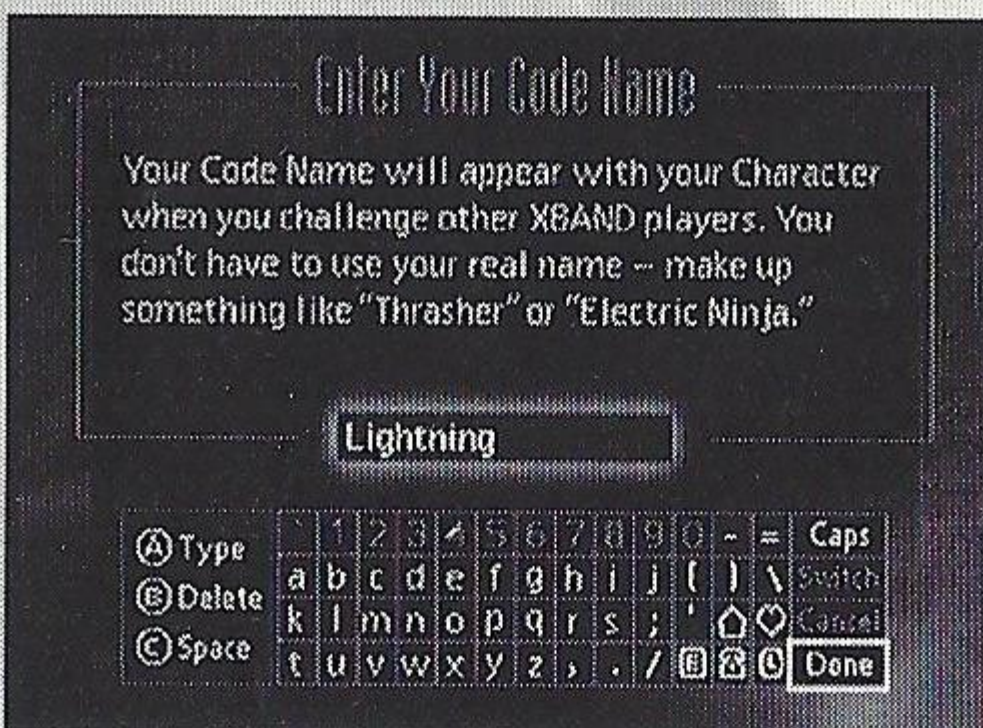 Enter Your Code Name
Your Code Name will appear with your Character
when you challenge other XBAND players. You
don't have to use your real name – make up
something like "Thrasher" or "Electric Ninja."
Lightning
Ⓐ Type
Ⓑ Delete
Ⓒ Space
` 1 2 3 4 5 6 7 8 9 0 - = Caps
a b c d e f g h i j ( ) \ Switch
k l m n o p q r s ; ' Cancel
t u v w x y z , . / Done